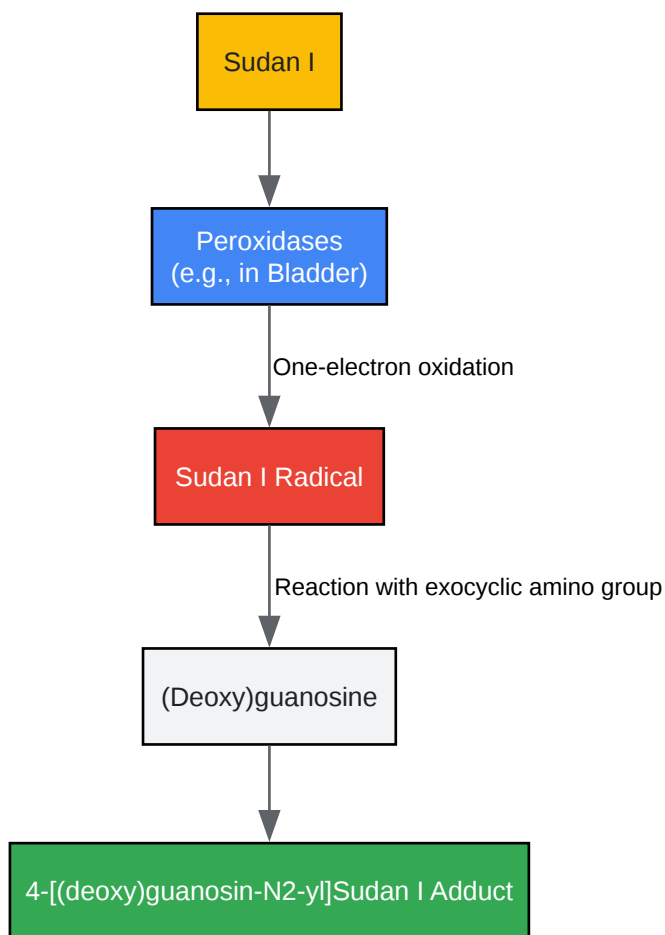 Sudan I
Peroxidases
(e.g., in Bladder)
One-electron oxidation
Sudan I Radical
Reaction with exocyclic amino group
(Deoxy)guanosine
4-[(deoxy)guanosin-N2-yl]Sudan I Adduct